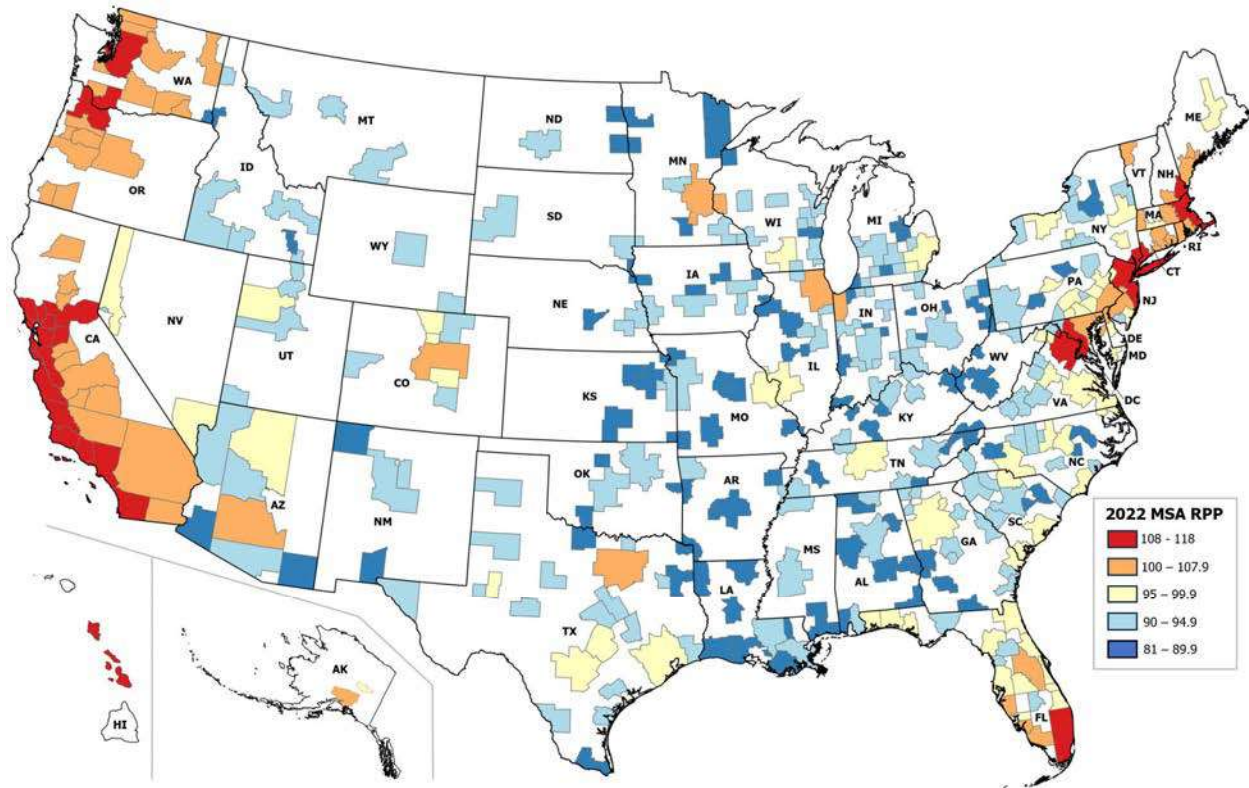 WA
MT
ND
MN
ME
OR
ID
SD
WI
MI
VT
NH
NY
MA
RI
CT
WY
IA
PA
NJ
NV
UT
NE
CO
IL
IN
OH
WV
DE
MD
CA
KS
MO
KY
VA
DC
AZ
NM
OK
AR
TN
NC
SC
MS
AL
GA
TX
LA
FL
AK
HI
2022 MSA RPP
108 - 118
100 – 107.9
95 – 99.9
90 – 94.9
81 – 89.9